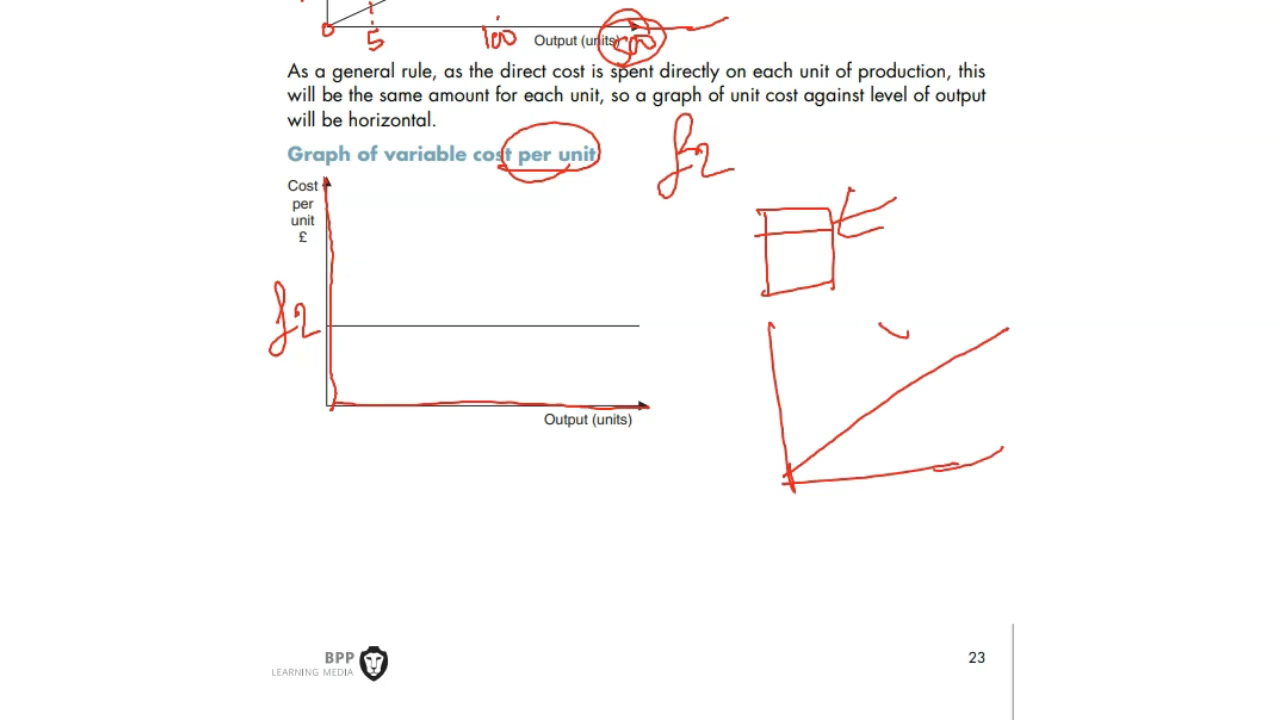 0
5
100
Output (units)
500
As a general rule, as the direct cost is spent directly on each unit of production, this
will be the same amount for each unit, so a graph of unit cost against level of output
will be horizontal.
Graph of variable cost per unit
£2
Cost
per
unit
£
£2
Output (units)
BPP
LEARNING MEDIA
23